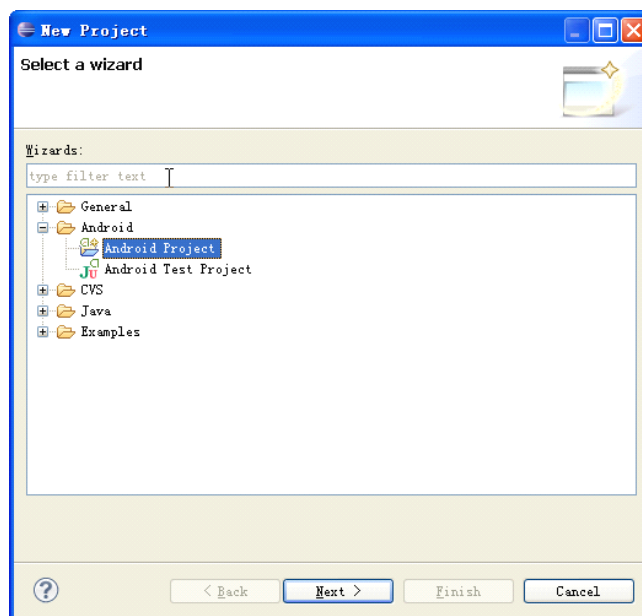 New Project
Select a wizard
Wizards:
type filter text
General
Android
Android Project
Android Test Project
CVS
Java
Examples
< Back
Next >
Finish
Cancel